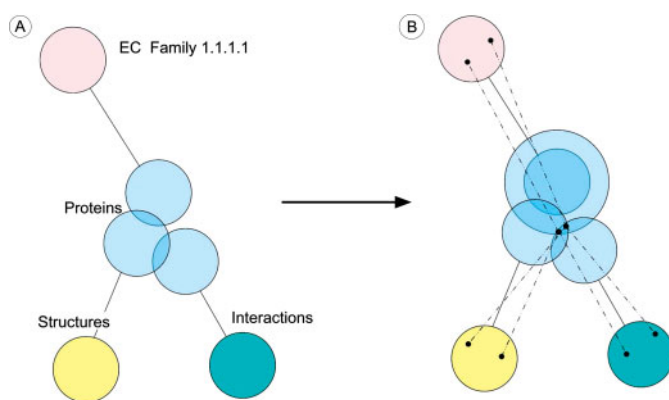 A
EC Family 1.1.1.1
B
Proteins
Structures
Interactions